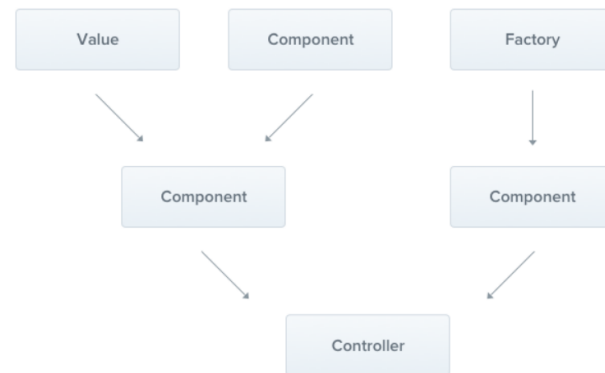 Value
Component
Factory
Component
Component
Controller